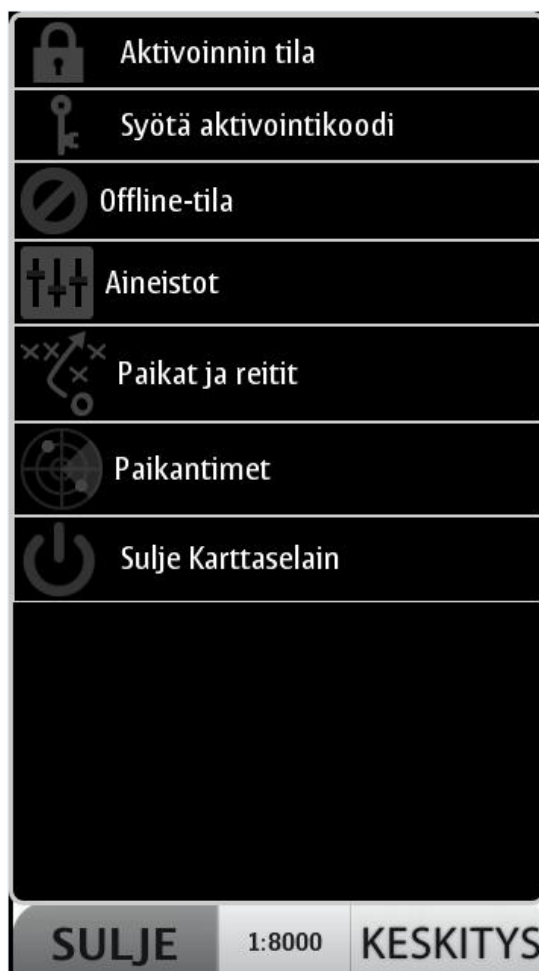 Aktivoinnin tila
Syötä aktivointikoodi
Offline-tila
Aineistot
Paikat ja reitit
Paikantimet
Sulje Karttaselain
SULJE 1:8000 KESKITYS